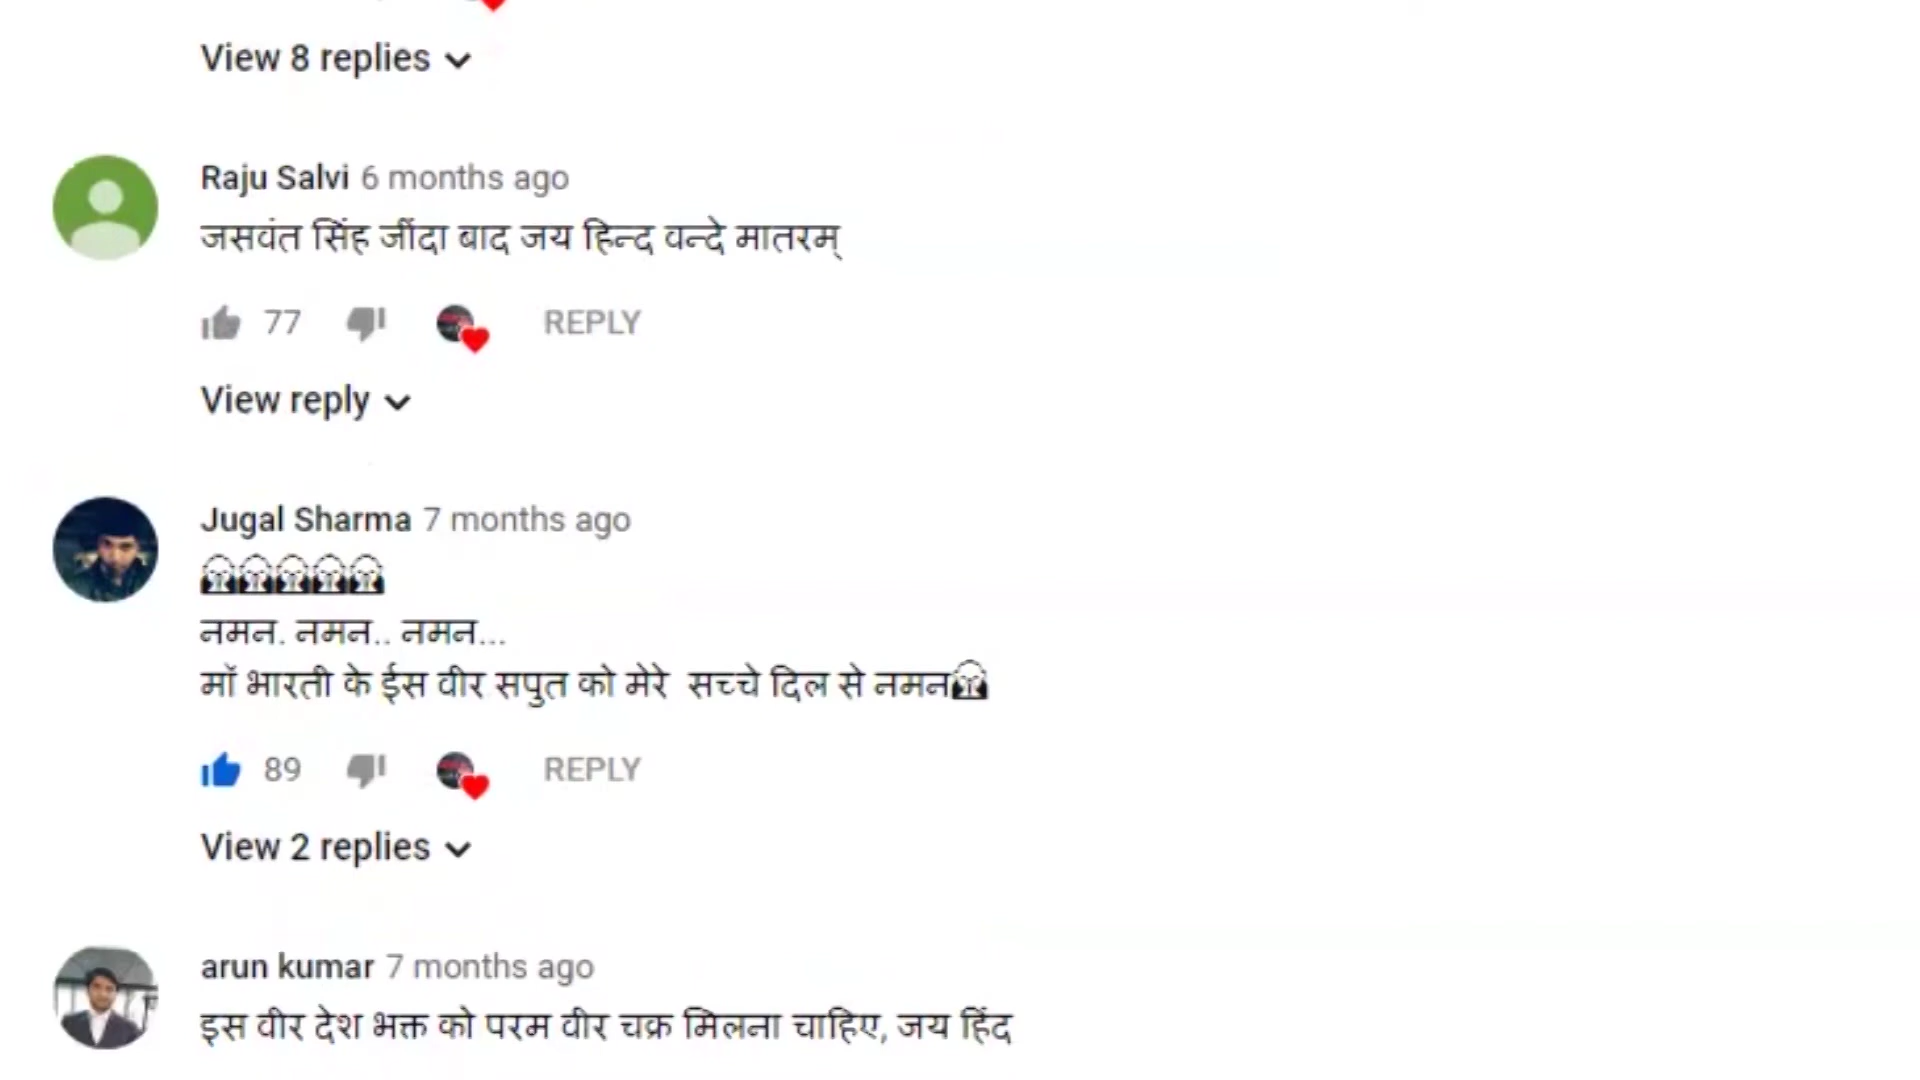 View 8 replies
Raju Salvi 6 months ago
जसवंत सिंह जींदा बाद जय हिन्द वन्दे मातरम्
77 REPLY
View reply
Jugal Sharma 7 months ago
नमन. नमन.. नमन...
मॉ भारती के ईस वीर सपुत को मेरे सच्चे दिल से नमन
89 REPLY
View 2 replies
arun kumar 7 months ago
इस वीर देश भक्त को परम वीर चक्र मिलना चाहिए, जय हिंद